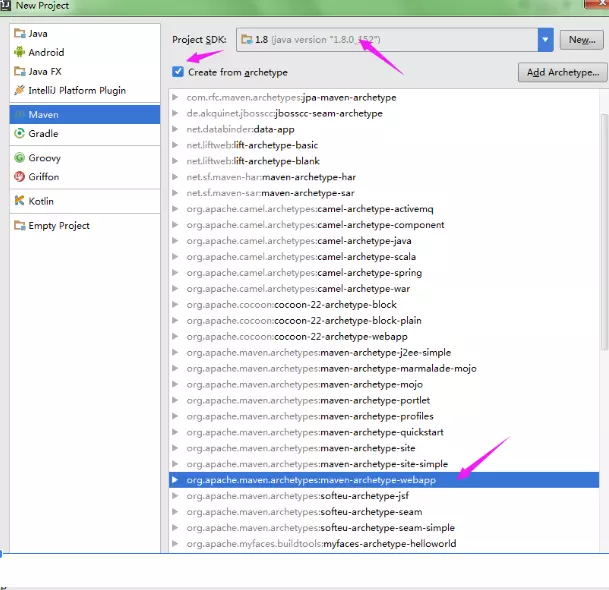 New Project
Java
Android
Java FX
IntelliJ Platform Plugin
Maven
Gradle
Groovy
Griffon
Kotlin
Empty Project
Project SDK: 1.8 (java version "1.8.0_152") New...
Create from archetype Add Archetype...
com.rfc.maven.archetypes:jpa-maven-archetype
de.akquinet.jbosscc:jbosscc-seam-archetype
net.databinder:data-app
net.liftweb:lift-archetype-basic
net.liftweb:lift-archetype-blank
net.sf.maven-har:maven-archetype-har
net.sf.maven-sar:maven-archetype-sar
org.apache.camel.archetypes:camel-archetype-activemq
org.apache.camel.archetypes:camel-archetype-component
org.apache.camel.archetypes:camel-archetype-java
org.apache.camel.archetypes:camel-archetype-scala
org.apache.camel.archetypes:camel-archetype-spring
org.apache.camel.archetypes:camel-archetype-war
org.apache.cocoon:cocoon-22-archetype-block
org.apache.cocoon:cocoon-22-archetype-block-plain
org.apache.cocoon:cocoon-22-archetype-webapp
org.apache.maven.archetypes:maven-archetype-j2ee-simple
org.apache.maven.archetypes:maven-archetype-marmalade-mojo
org.apache.maven.archetypes:maven-archetype-mojo
org.apache.maven.archetypes:maven-archetype-portlet
org.apache.maven.archetypes:maven-archetype-profiles
org.apache.maven.archetypes:maven-archetype-quickstart
org.apache.maven.archetypes:maven-archetype-site
org.apache.maven.archetypes:maven-archetype-site-simple
org.apache.maven.archetypes:maven-archetype-webapp
org.apache.maven.archetypes:softeu-archetype-jsf
org.apache.maven.archetypes:softeu-archetype-seam
org.apache.maven.archetypes:softeu-archetype-seam-simple
org.apache.myfaces.buildtools:myfaces-archetype-helloworld